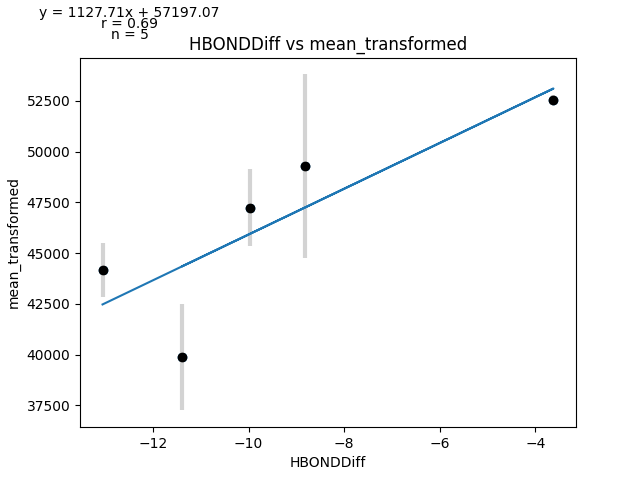 y = 1127.71x + 57197.07
r = 0.69
n = 5
HBONDDiff vs mean_transformed
52500
50000
47500
45000
42500
40000
37500
mean_transformed
−12
−10
−8
−6
−4
HBONDDiff